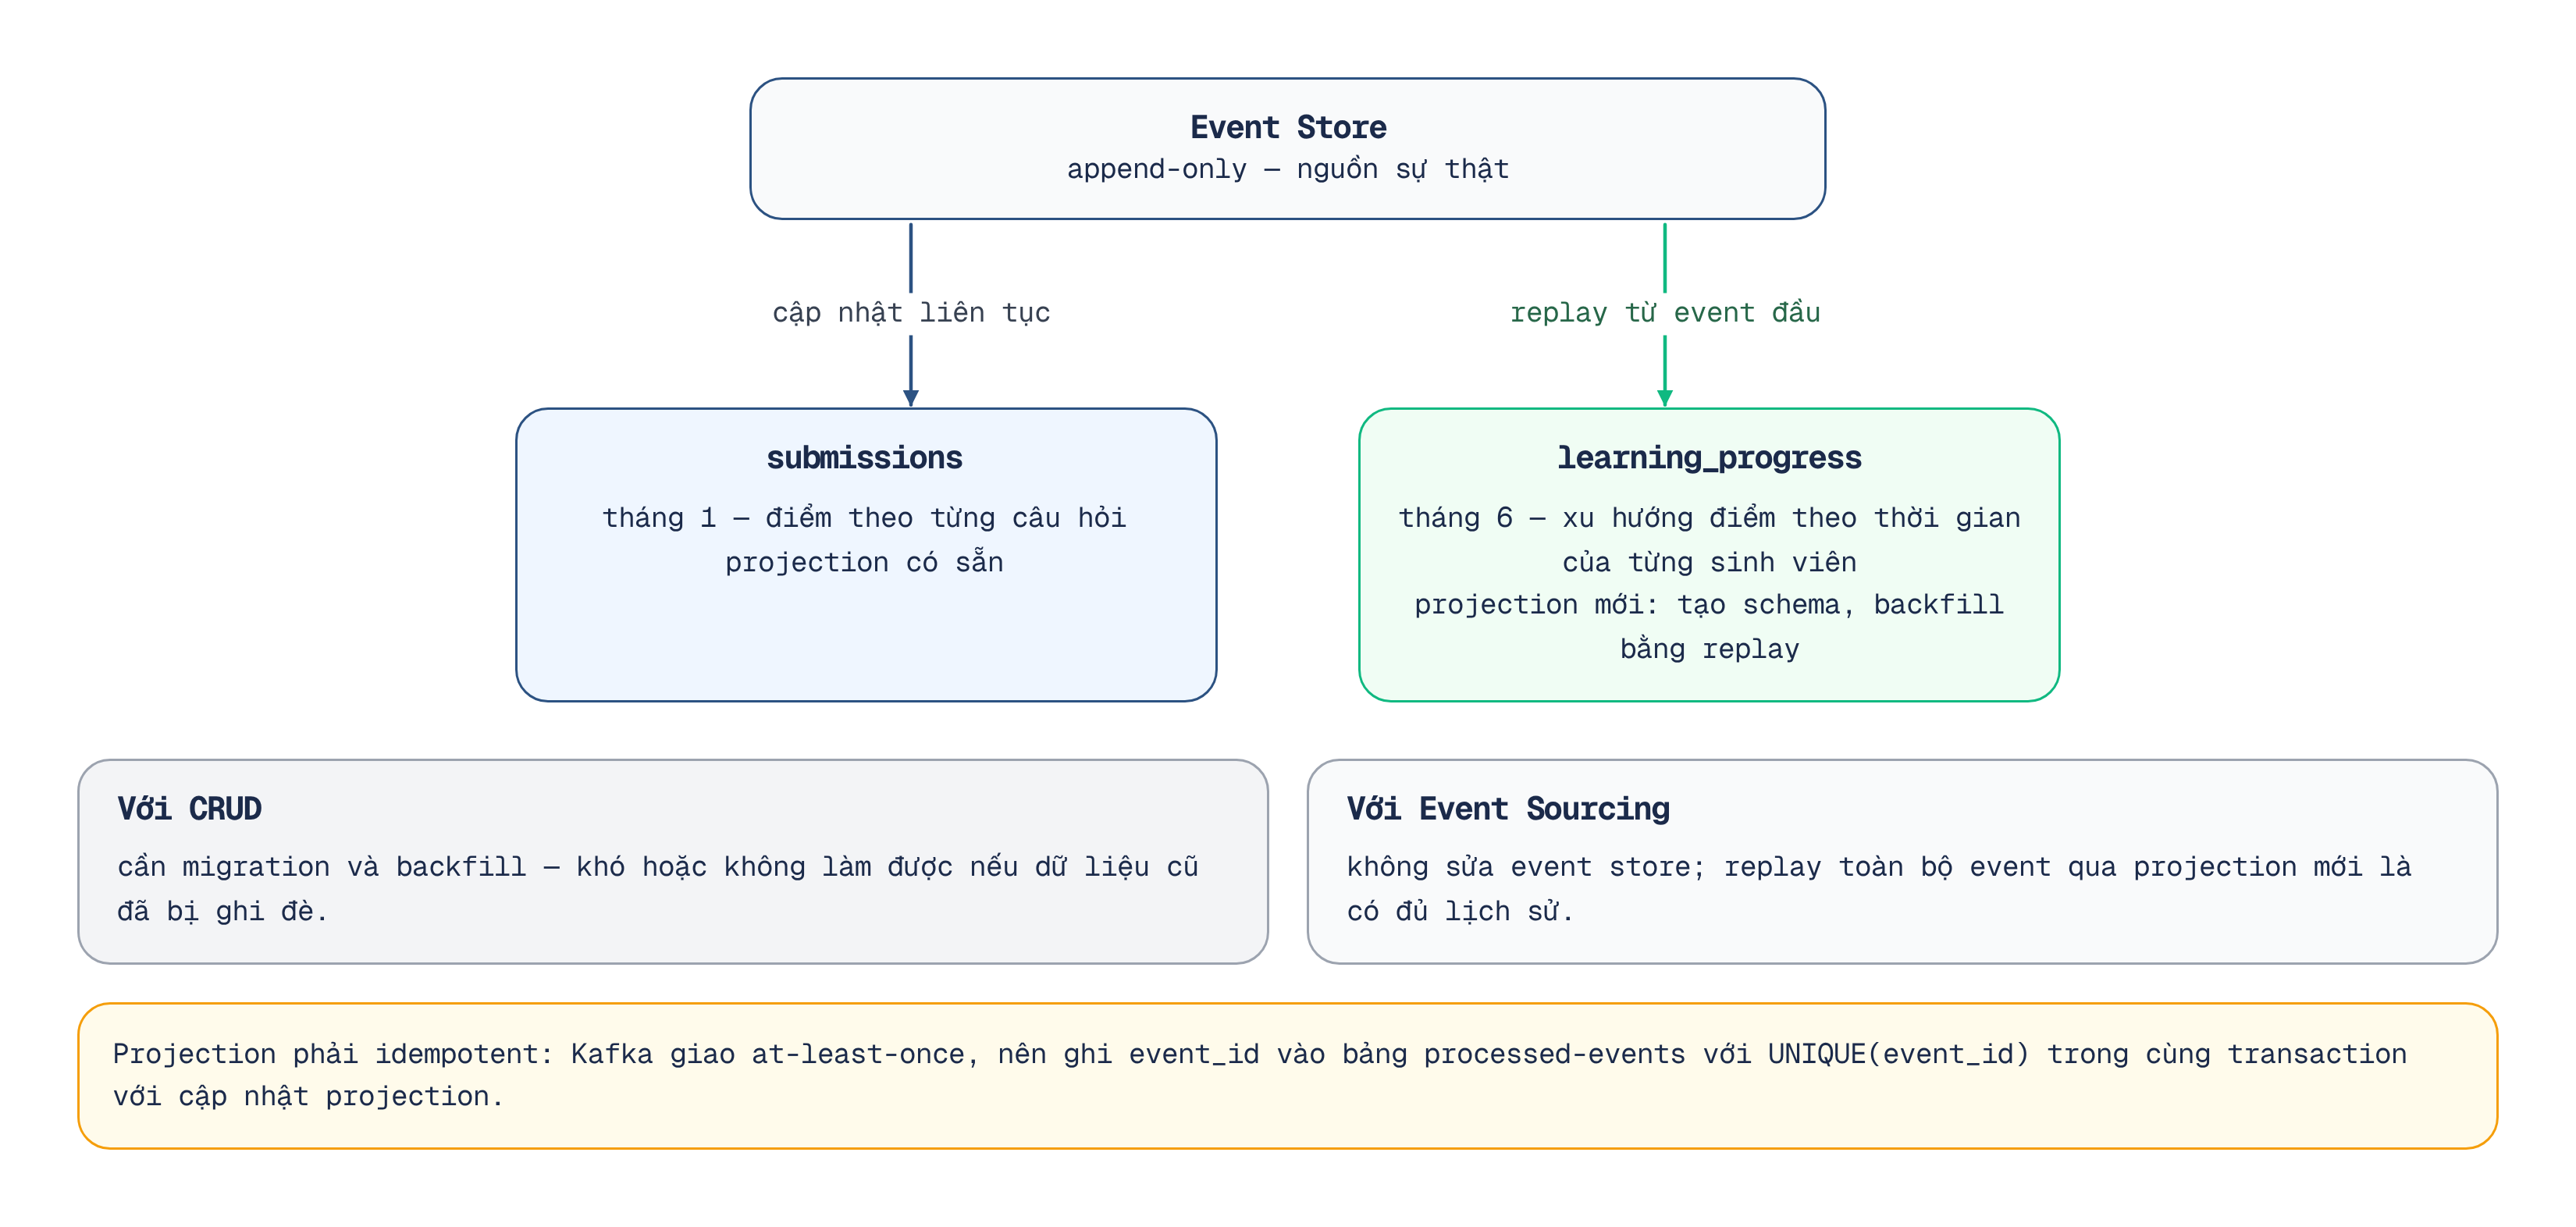 Event Store
append-only — nguồn sự thật
cập nhật liên tục
replay từ event đầu
submissions
tháng 1 — điểm theo từng câu hỏi
projection có sẵn
learning_progress
tháng 6 — xu hướng điểm theo thời gian
của từng sinh viên
projection mới: tạo schema, backfill
bằng replay
Với CRUD
cần migration và backfill — khó hoặc không làm được nếu dữ liệu cũ
đã bị ghi đè.
Với Event Sourcing
không sửa event store; replay toàn bộ event qua projection mới là
có đủ lịch sử.
Projection phải idempotent: Kafka giao at-least-once, nên ghi event_id vào bảng processed-events với UNIQUE(event_id) trong cùng transaction
với cập nhật projection.